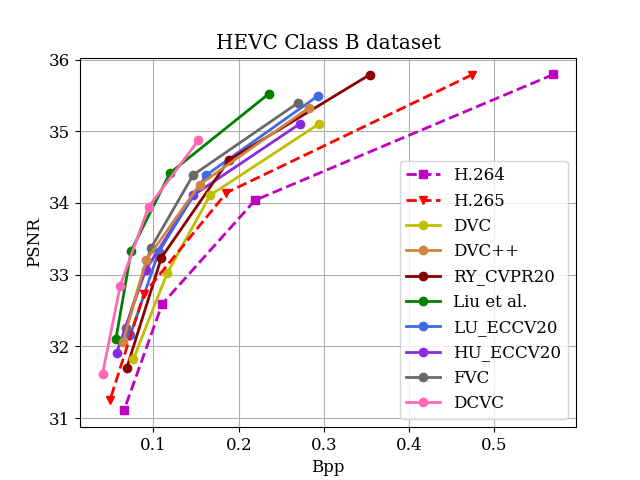 HEVC Class B dataset
PSNR
36
35
34
33
32
31
0.1
0.2
0.3
0.4
0.5
Bpp
H.264
H.265
DVC
DVC++
RY_CVPR20
Liu et al.
LU_ECCV20
HU_ECCV20
FVC
DCVC